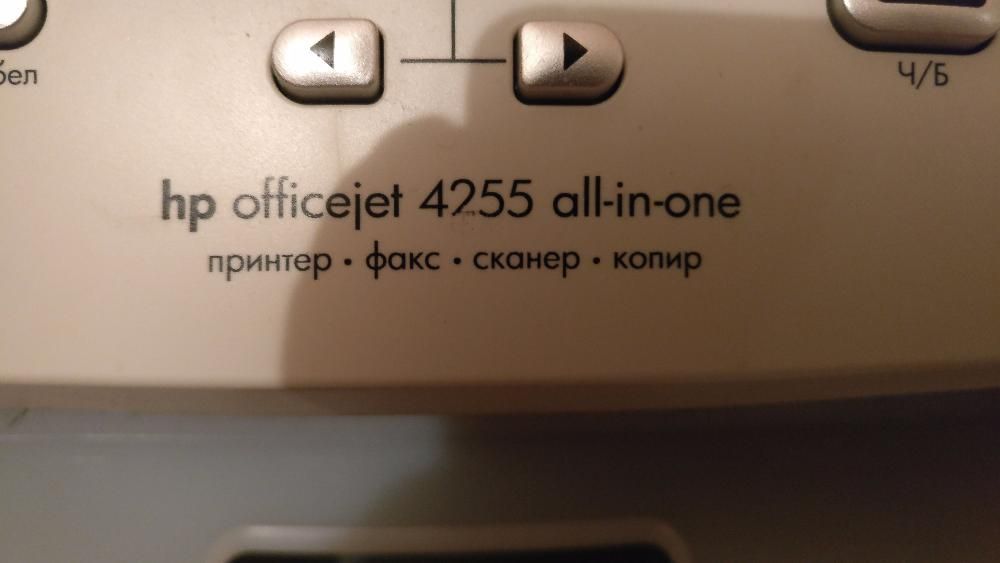 Ч/Б
hp officejet 4255 all-in-one
принтер • факс • сканер • копир